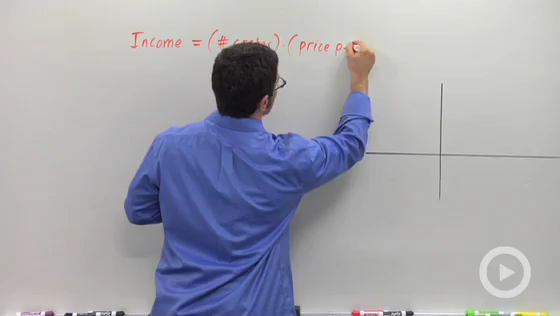 Income = (# ) · (price p